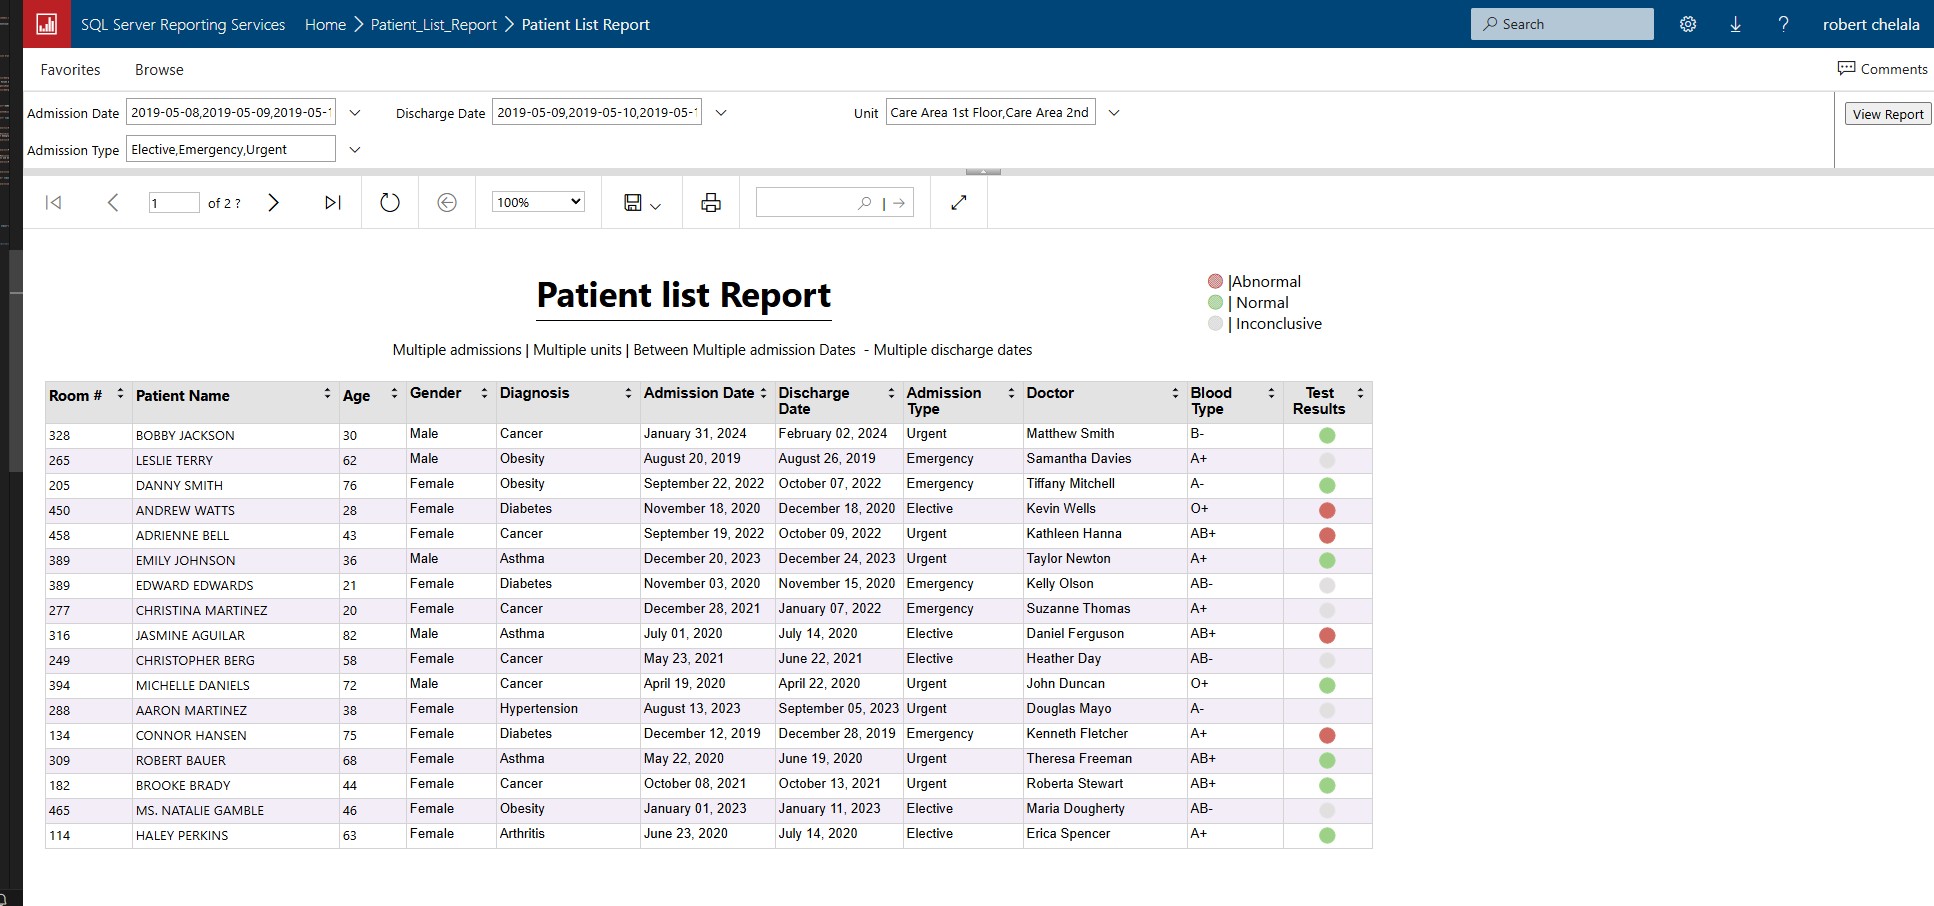 SQL Server Reporting Services Home > Patient_List_Report > Patient List Report Search ? robert chelala
Favorites Browse Comments
Admission Date 2019-05-08,2019-05-09,2019-05-1 Discharge Date 2019-05-09,2019-05-10,2019-05-1 Unit Care Area 1st Floor,Care Area 2nd View Report
Admission Type Elective,Emergency,Urgent
1 of 2 ? 100%
Patient list Report
|Abnormal
| Normal
| Inconclusive
Multiple admissions | Multiple units | Between Multiple admission Dates - Multiple discharge dates
Room # Patient Name Age Gender Diagnosis Admission Date Discharge Date Admission Type Doctor Blood Type Test Results
328 BOBBY JACKSON 30 Male Cancer January 31, 2024 February 02, 2024 Urgent Matthew Smith B-
265 LESLIE TERRY 62 Male Obesity August 20, 2019 August 26, 2019 Emergency Samantha Davies A+
205 DANNY SMITH 76 Female Obesity September 22, 2022 October 07, 2022 Emergency Tiffany Mitchell A-
450 ANDREW WATTS 28 Female Diabetes November 18, 2020 December 18, 2020 Elective Kevin Wells O+
458 ADRIENNE BELL 43 Female Cancer September 19, 2022 October 09, 2022 Urgent Kathleen Hanna AB+
389 EMILY JOHNSON 36 Male Asthma December 20, 2023 December 24, 2023 Urgent Taylor Newton A+
389 EDWARD EDWARDS 21 Female Diabetes November 03, 2020 November 15, 2020 Emergency Kelly Olson AB-
277 CHRISTINA MARTINEZ 20 Female Cancer December 28, 2021 January 07, 2022 Emergency Suzanne Thomas A+
316 JASMINE AGUILAR 82 Male Asthma July 01, 2020 July 14, 2020 Elective Daniel Ferguson AB+
249 CHRISTOPHER BERG 58 Female Cancer May 23, 2021 June 22, 2021 Elective Heather Day AB-
394 MICHELLE DANIELS 72 Male Cancer April 19, 2020 April 22, 2020 Urgent John Duncan O+
288 AARON MARTINEZ 38 Female Hypertension August 13, 2023 September 05, 2023 Urgent Douglas Mayo A-
134 CONNOR HANSEN 75 Female Diabetes December 12, 2019 December 28, 2019 Emergency Kenneth Fletcher A+
309 ROBERT BAUER 68 Female Asthma May 22, 2020 June 19, 2020 Urgent Theresa Freeman AB+
182 BROOKE BRADY 44 Female Cancer October 08, 2021 October 13, 2021 Urgent Roberta Stewart AB+
465 MS. NATALIE GAMBLE 46 Female Obesity January 01, 2023 January 11, 2023 Elective Maria Dougherty AB-
114 HALEY PERKINS 63 Female Arthritis June 23, 2020 July 14, 2020 Elective Erica Spencer A+